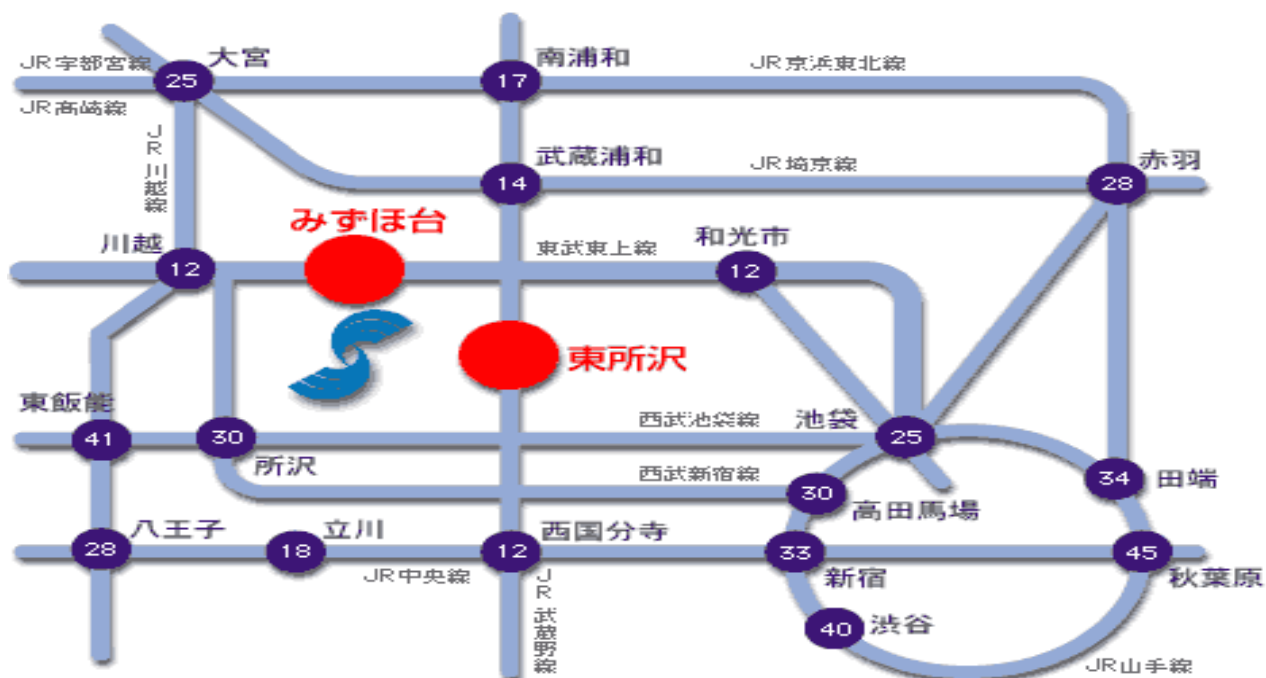 大宮
南浦和
JR宇都宮線
JR京浜東北線
25
17
JR高崎線
JR川越線
武蔵浦和
JR埼京線
赤羽
14
28
みずほ台
川越
東武東上線
和光市
12
12
東所沢
東飯能
西武池袋線
池袋
41
30
25
所沢
西武新宿線
34
田端
30
高田馬場
八王子
立川
西国分寺
28
18
12
33
45
JR中央線
JR武蔵野線
新宿
秋葉原
40
渋谷
JR山手線